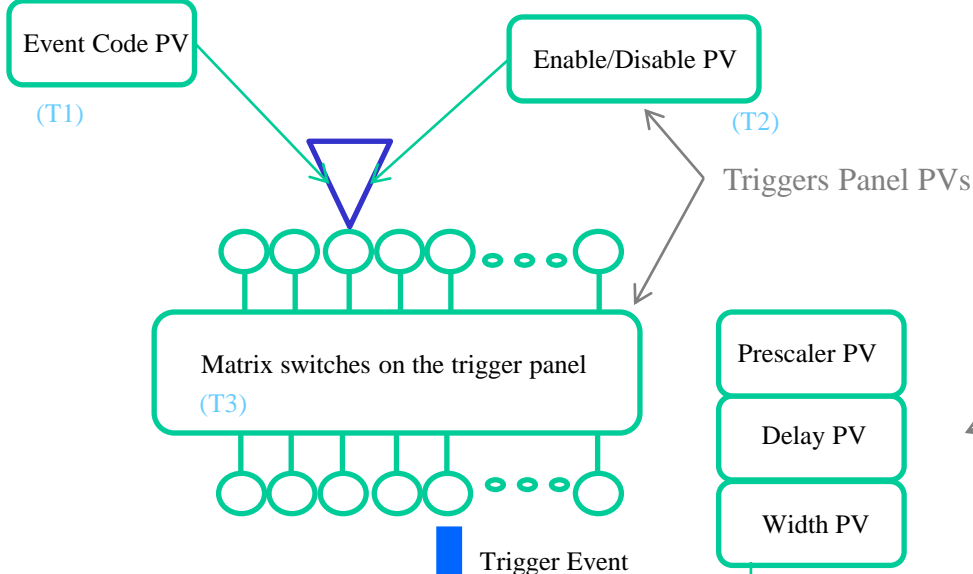 Event Code PV
(T1)
Enable/Disable PV
(T2)
Triggers Panel PVs
Matrix switches on the trigger panel
(T3)
Prescaler PV
Delay PV
Width PV
Trigger Event